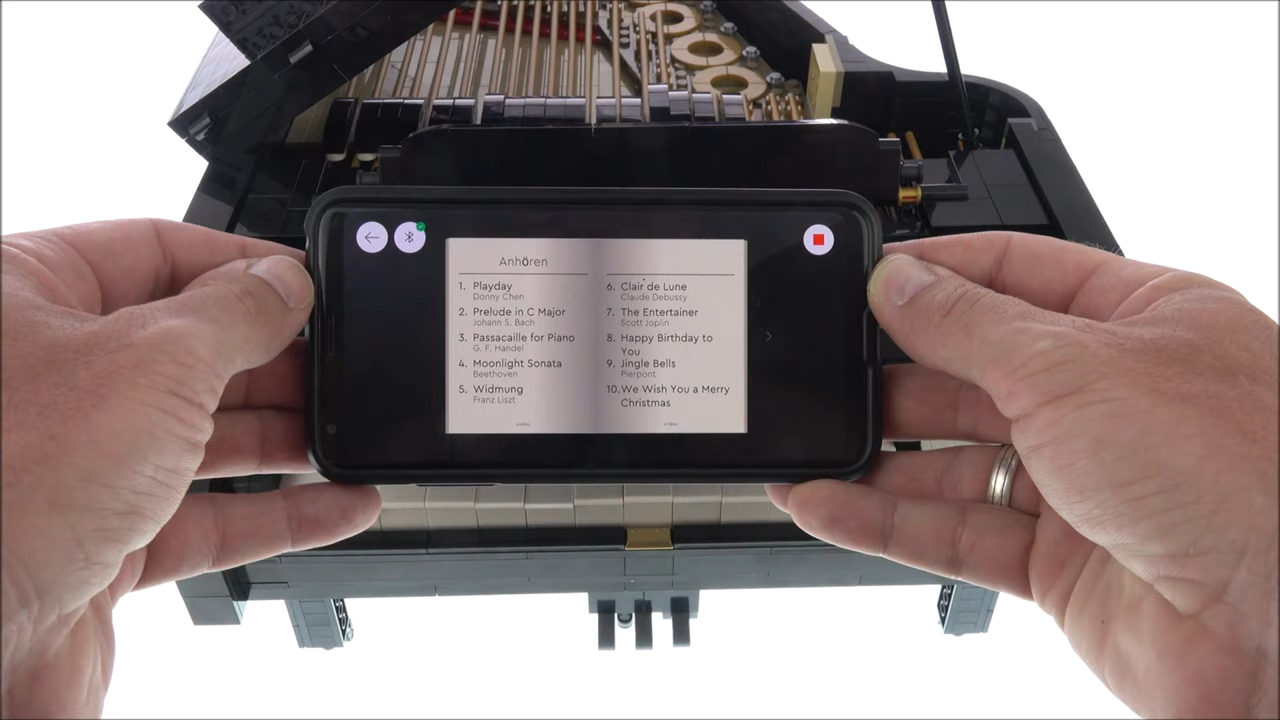 Anhören
1. Playday
Donny Chen
2. Prelude in C Major
Johann S. Bach
3. Passacaille for Piano
G. F. Handel
4. Moonlight Sonata
Beethoven
5. Widmung
Franz Liszt
6. Clair de Lune
Claude Debussy
7. The Entertainer
Scott Joplin
8. Happy Birthday to
You
9. Jingle Bells
Pierpont
10. We Wish You a Merry
Christmas